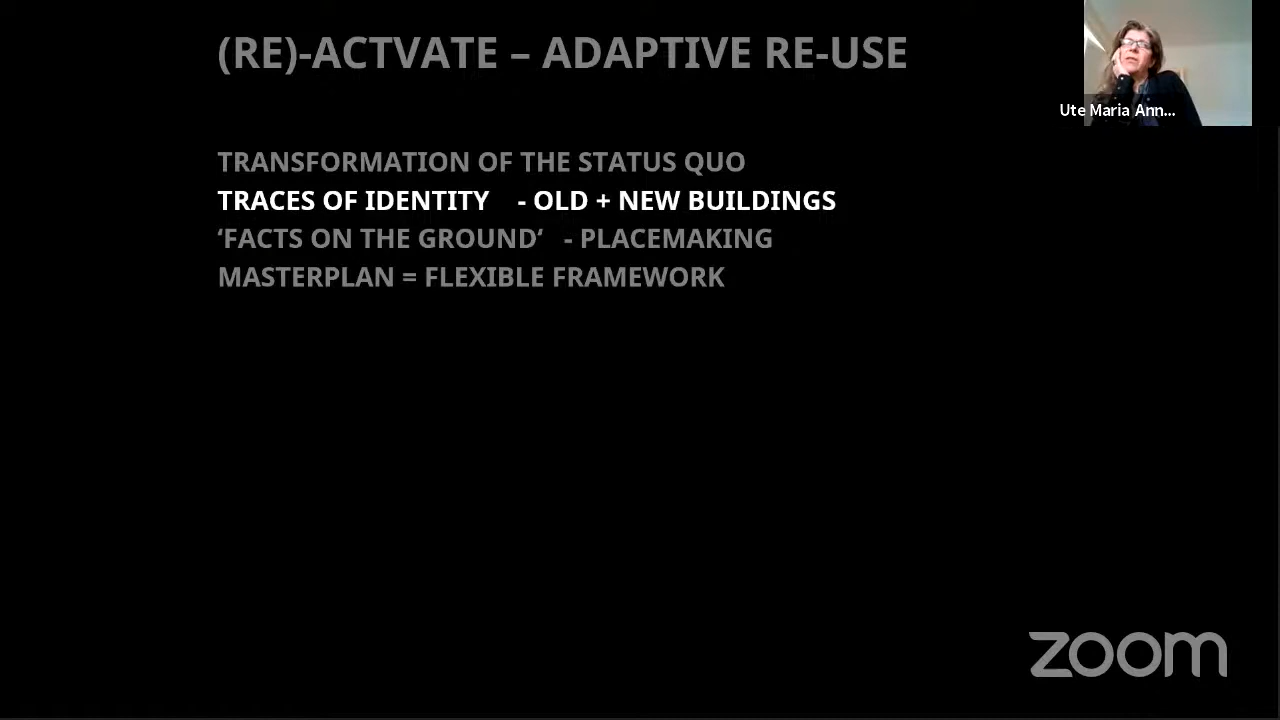 (RE)-ACTVATE – ADAPTIVE RE-USE
Ute Maria Ann...
TRANSFORMATION OF THE STATUS QUO
TRACES OF IDENTITY - OLD + NEW BUILDINGS
‘FACTS ON THE GROUND‘ - PLACEMAKING
MASTERPLAN = FLEXIBLE FRAMEWORK
zoom